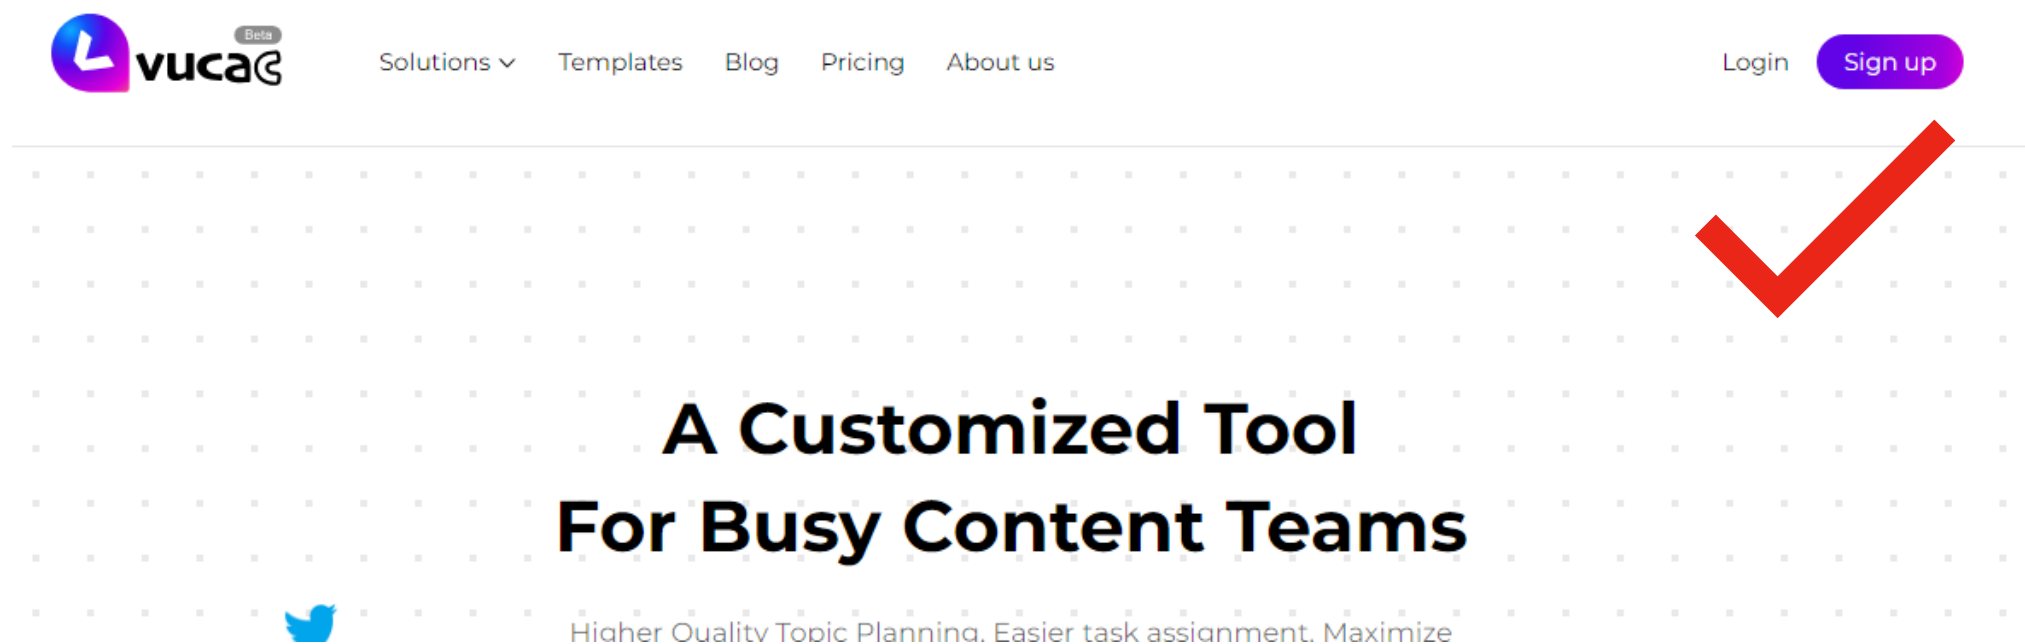 Beta
vucac
Solutions
Templates
Blog
Pricing
About us
Login
Sign up
A Customized Tool
For Busy Content Teams
Higher Quality Topic Planning, Easier task assignment, Maximize